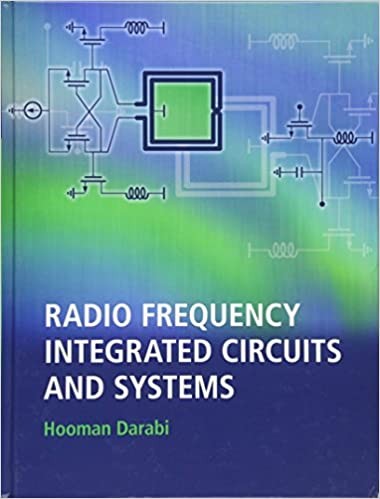 RADIO FREQUENCY
INTEGRATED CIRCUITS
AND SYSTEMS
Hooman Darabi